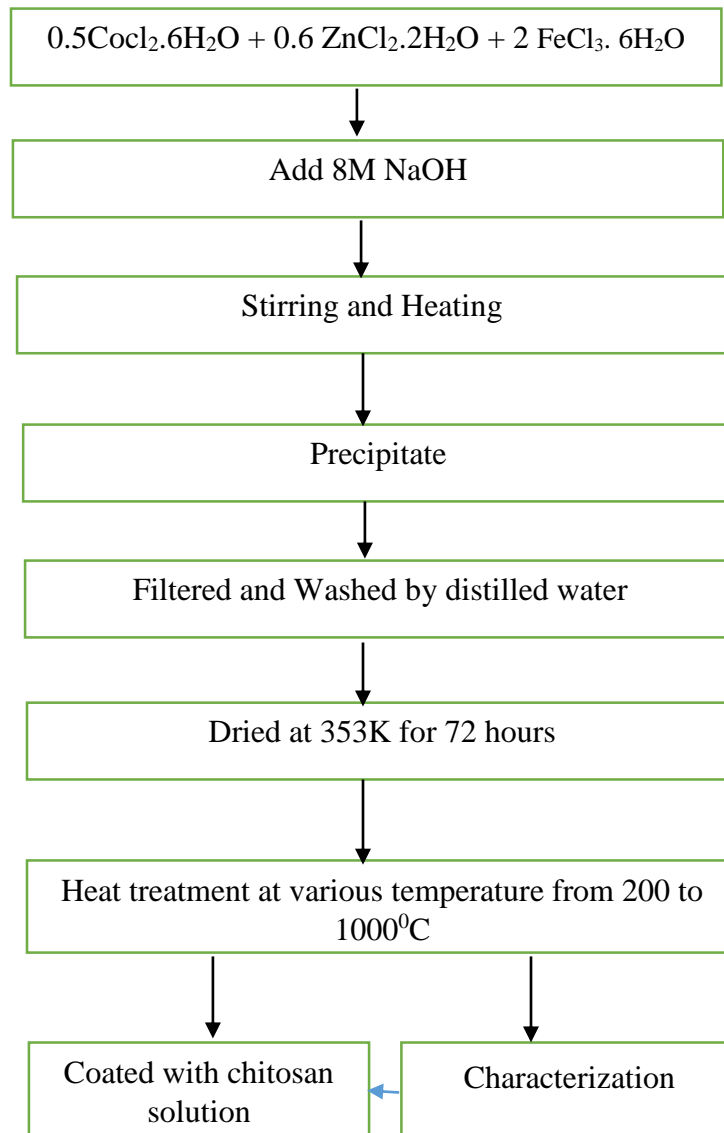 0.5Cocl₂.6H₂O + 0.6 ZnCl₂.2H₂O + 2 FeCl₃. 6H₂O
Add 8M NaOH
Stirring and Heating
Precipitate
Filtered and Washed by distilled water
Dried at 353K for 72 hours
Heat treatment at various temperature from 200 to
1000⁰C
Coated with chitosan
solution
Characterization